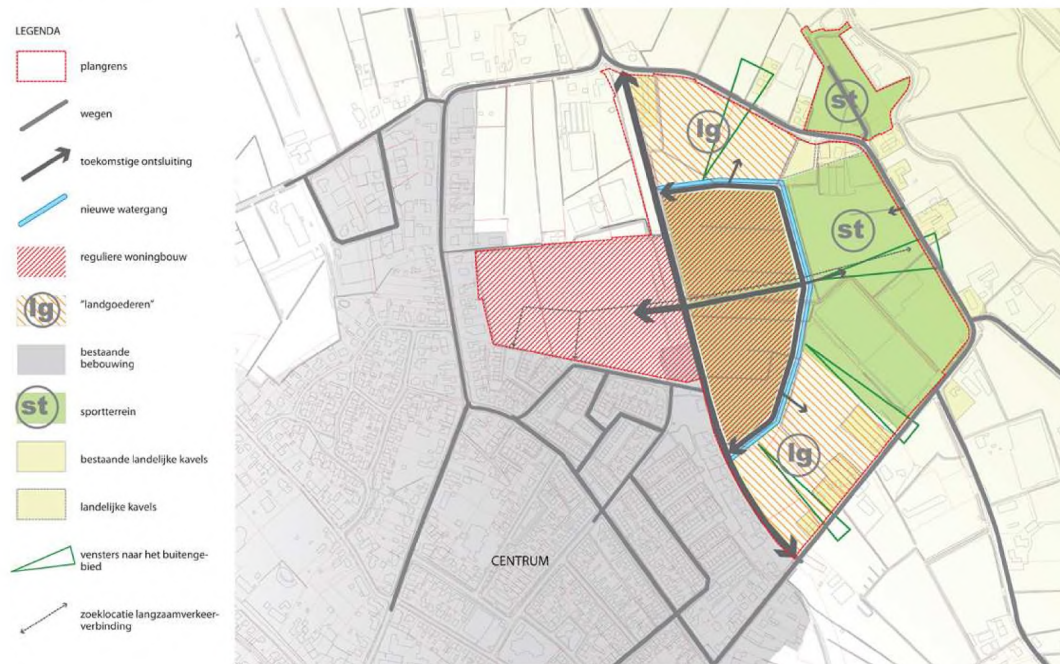 LEGENDA
plangrens
wegen
toekomstige ontsluiting
nieuwe watergang
reguliere woningbouw
lg
"landgoederen"
bestaande
bebouwing
st
sportterrein
bestaande landelijke kavels
landelijke kavels
vensters naar het buitenge-
bied
zoeklocatie langzaamverkeer-
verbinding
st
lg
st
lg
CENTRUM